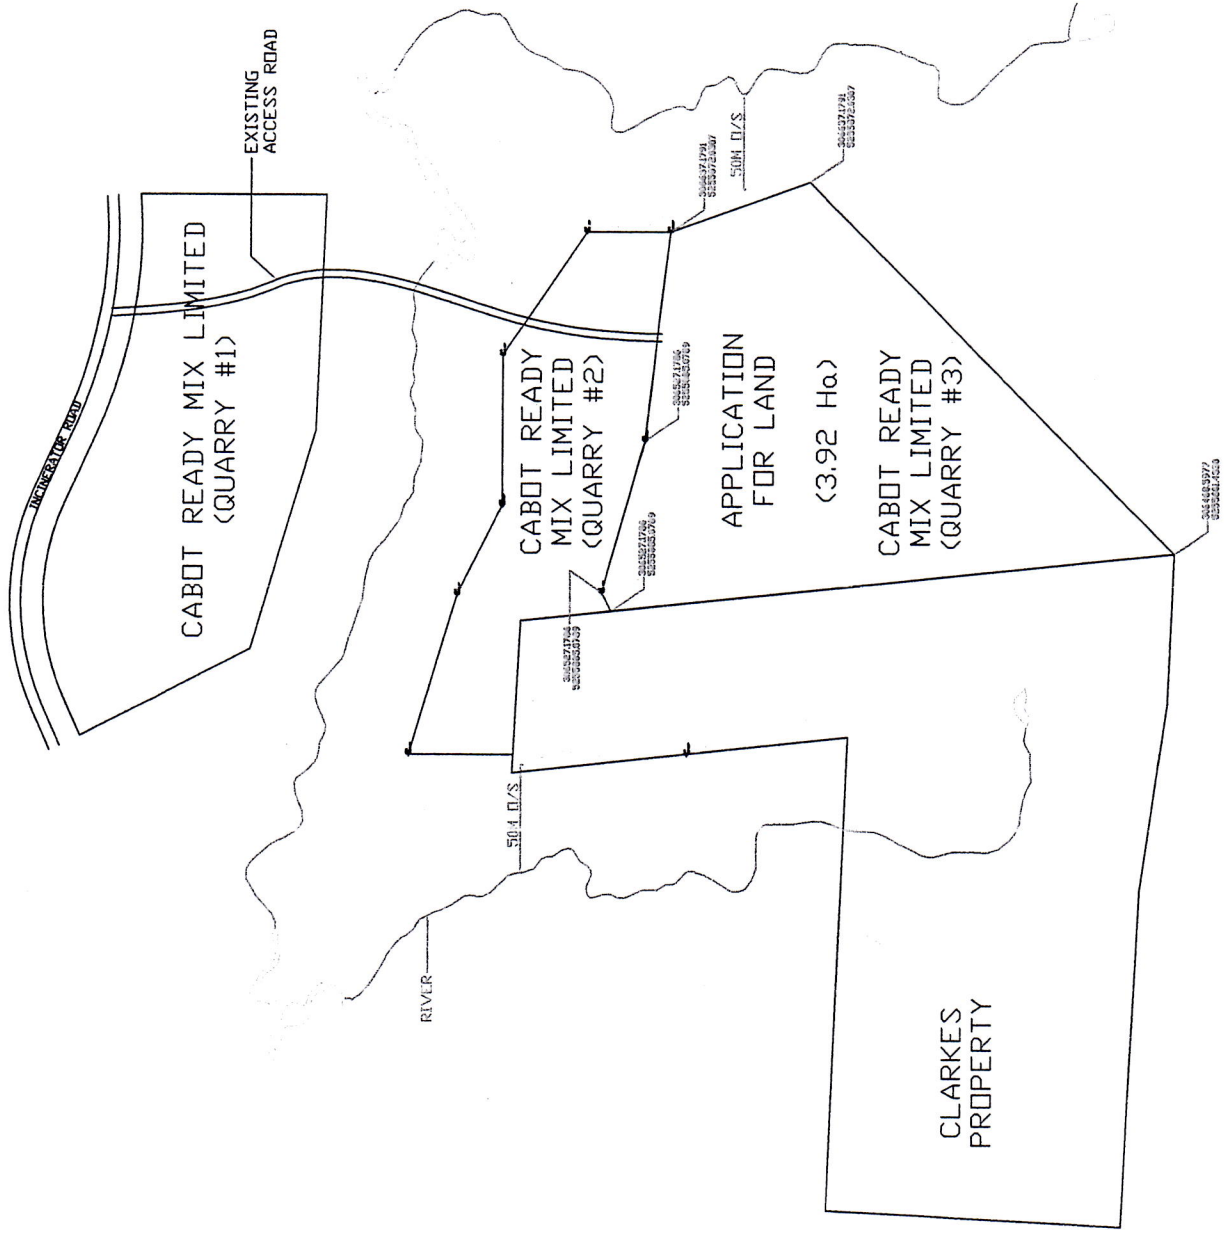 INCINERATOR ROAD
EXISTING
ACCESS ROAD
CABOT READY MIX LIMITED
(QUARRY #1)
CABOT READY
MIX LIMITED
(QUARRY #2)
50M O/S
RIVER
50M O/S
APPLICATION
FOR LAND
(3.92 Ha)
CABOT READY
MIX LIMITED
(QUARRY #3)
CLARKES
PROPERTY